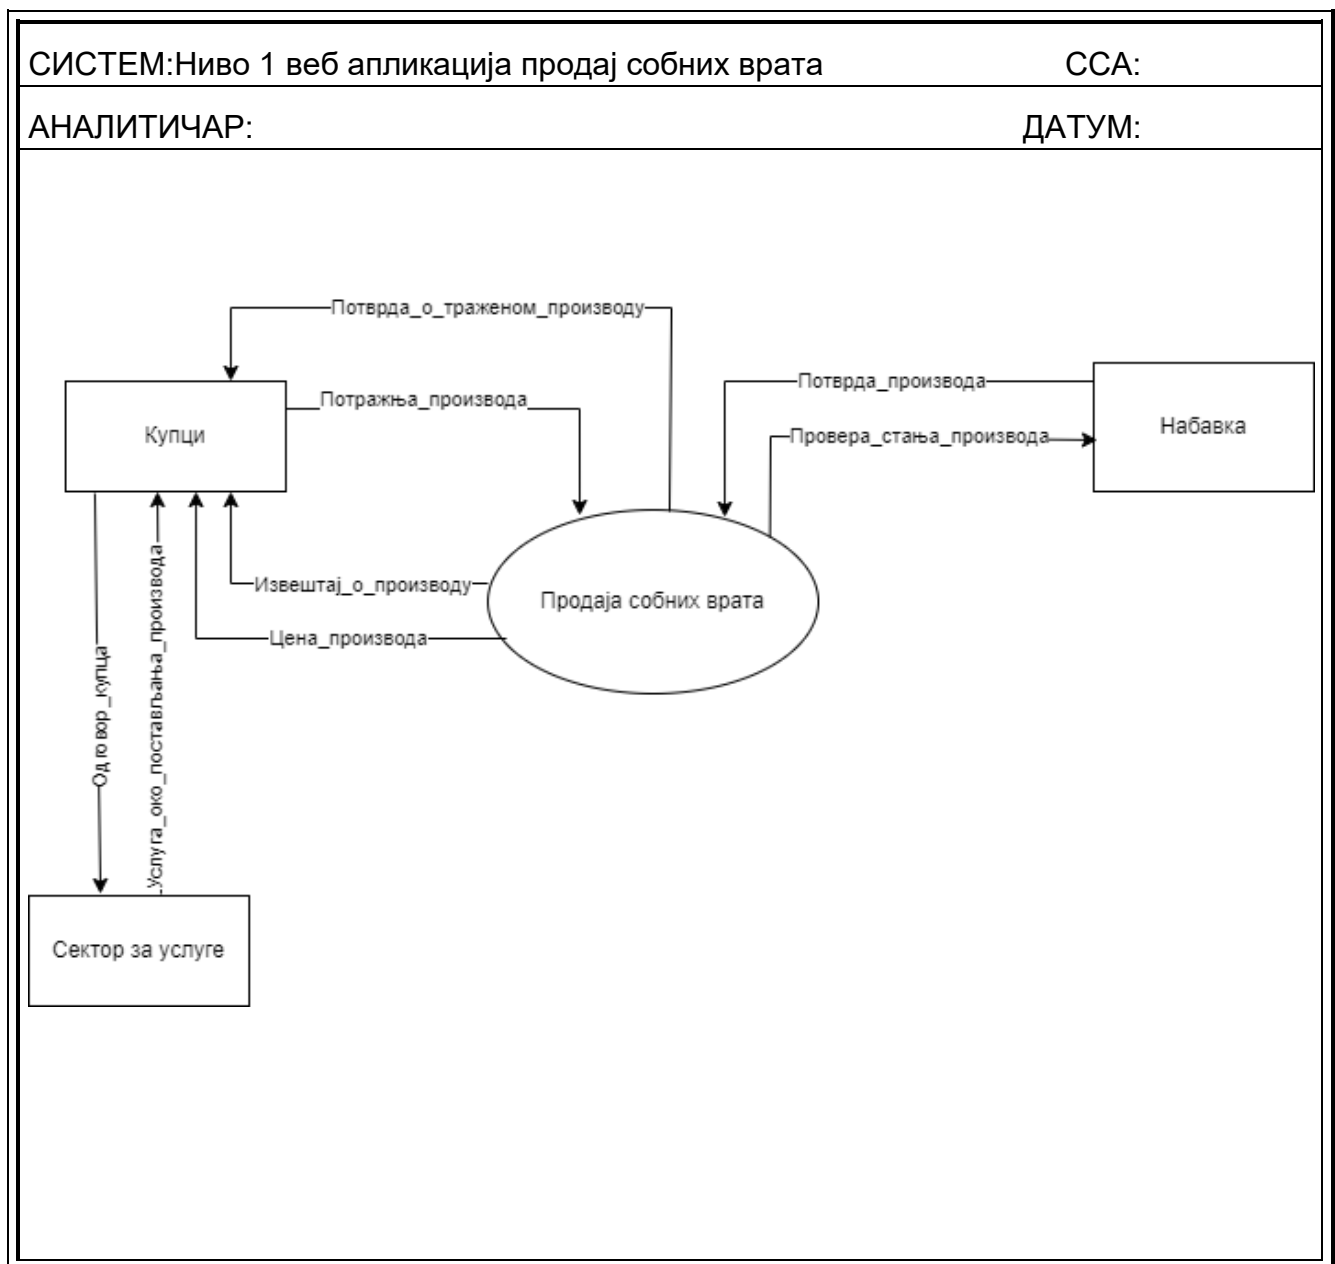 СИСТЕМ:Ниво 1 веб апликација продај собних врата ССА:
АНАЛИТИЧАР: ДАТУМ:
Потврда_о_траженом_производу
Потражња_производа
Купци
Потврда_производа
Провера_стања_производа
Набавка
Извештај_о_производу
Цена_производа
Продаја собних врата
Одговор_купца
Услуга_око_постављања_производа
Сектор за услуге